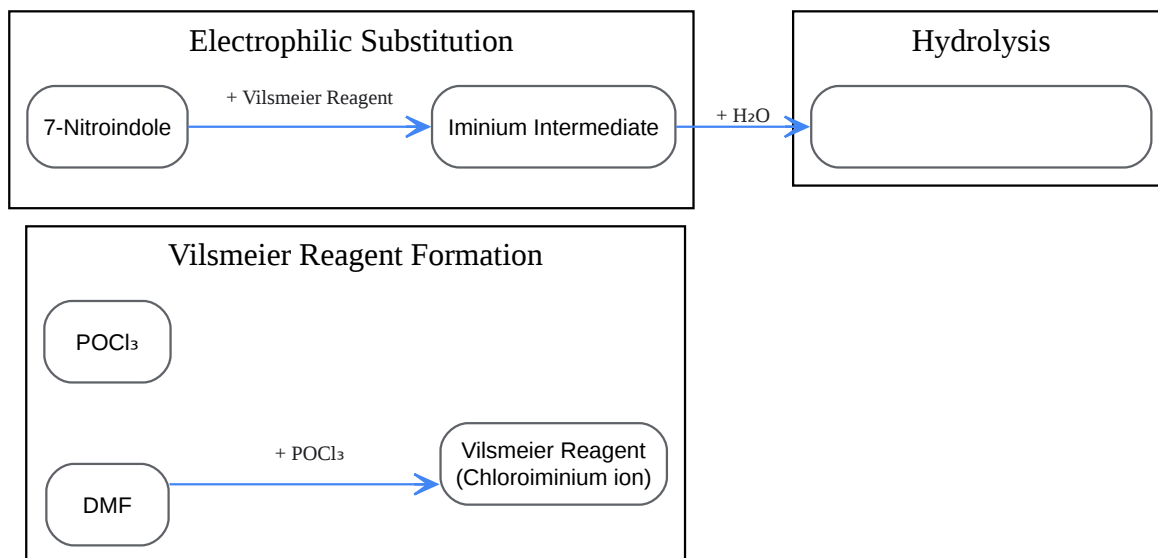 Electrophilic Substitution
Hydrolysis
7-Nitroindole
+ Vilsmeier Reagent
Iminium Intermediate
+ H₂O
Vilsmeier Reagent Formation
POCl₃
DMF
+ POCl₃
Vilsmeier Reagent
(Chloroiminium ion)